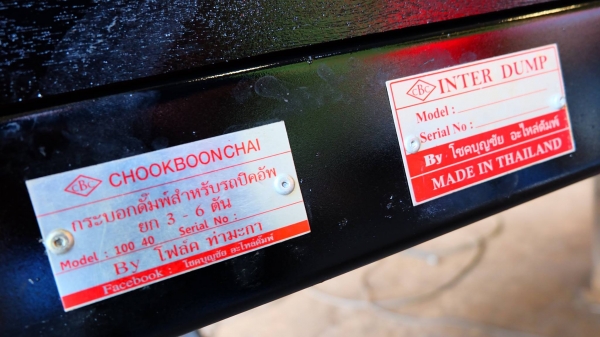 CBC CHOOKBOONCHAI
กระบอกดั๊มพ์สำหรับรถปิคอัพ
ยก 3 - 6 ตัน
Model : 100 40 Serial No :
By โฟล์ค ท่ามะกา
Facebook : โชคบุญชัย อะไหล่ดั๊มพ์
CBC INTER DUMP
Model :
Serial No :
By โชคบุญชัย อะไหล่ดั๊มพ์
MADE IN THAILAND